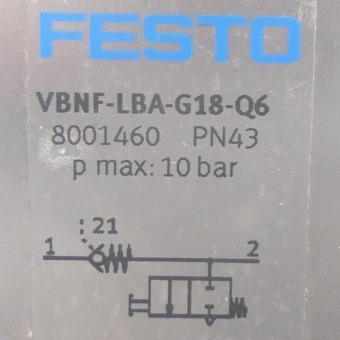 FESTO
VBNF-LBA-G18-Q6
8001460 PN43
p max: 10 bar
21
1 2